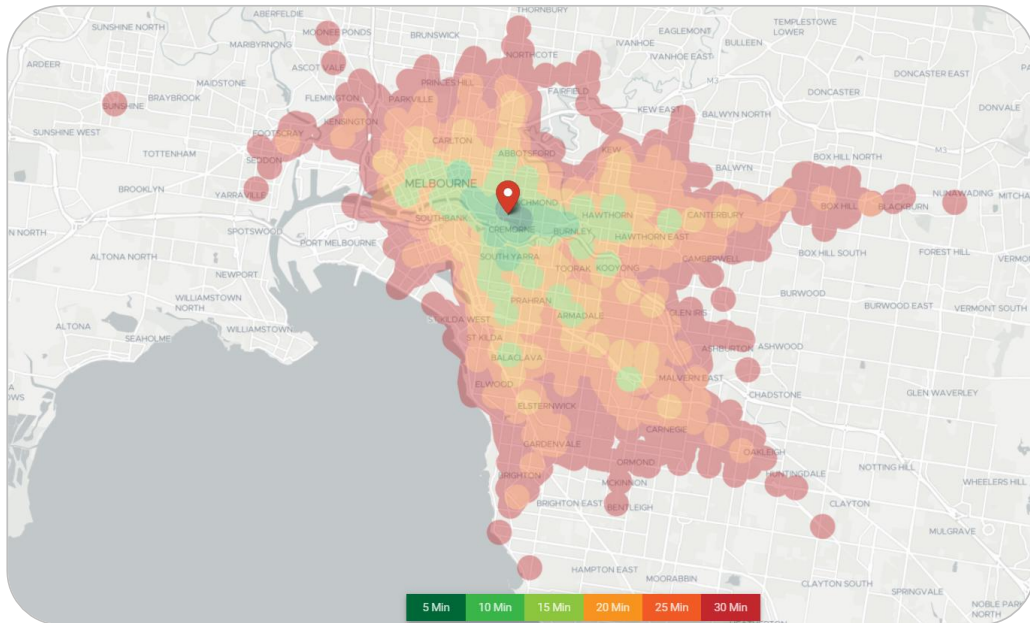 THORNBURY
ABERFELDIE
SUNSHINE NORTH
MOONEE PONDS
BRUNSWICK
TEMPLESTOWE
LOWER
EAGLEMONT
MARIBYRNONG
IVANHOE
BULLEEN
NORTHCOTE
IVANHOE EAST
ARDEER
ASCOT VALE
DONCASTER EAST
MAIDSTONE
PRINCES HILL
M3
FAIRFIELD
DONCASTER
BRAYBROOK
FLEMINGTON
PARKVILLE
SUNSHINE
KEW EAST
DONVALE
BALWYN NORTH
KENSINGTON
SUNSHINE WEST
FOOTSCRAY
CARLTON
M3
KEW
TOTTENHAM
ABBOTSFORD
BOX HILL NORTH
SEDDON
BALWYN
MELBOURNE
BROOKLYN
YARRAVILLE
NUNAWADING
MITCHA
CHMOND
BOX HILL
BLACKBURN
SOUTHBANK
HAWTHORN
CANTERBURY
SPOTSWOOD
CREMORNE
BURNLEY
N NORTH
HAWTHORN EAST
PORT MELBOURNE
ALTONA NORTH
SOUTH YARRA
BOX HILL SOUTH
FOREST HILL
CAMBERWELL
VERMO
TOORAK
KOOYONG
NEWPORT
BURWOOD
WILLIAMSTOWN
NORTH
PRAHRAN
BURWOOD EAST
VERMONT SOUTH
ARMADALE
GLEN IRIS
ST KILDA WEST
ALTONA
WILLIAMSTOWN
SEAHOLME
ST KILDA
ASHBURTON
ASHWOOD
BALACLAVA
MALVERN EAST
ELWOOD
CHADSTONE
GLEN WAVERLEY
A
OWS
ELSTERNWICK
CARNEGIE
GARDENVALE
OAKLEIGH
ORMOND
NOTTING HILL
BRIGHTON
HUNTINGDALE
MCKINNON
WHEELERS HILL
BRIGHTON EAST
BENTLEIGH
CLAYTON
MULGRAVE
HAMPTON EAST
MOORABBIN
CLAYTON SOUTH
SPRINGVALE
NOBLE PARK
NORTH
5 Min
10 Min
15 Min
20 Min
25 Min
30 Min